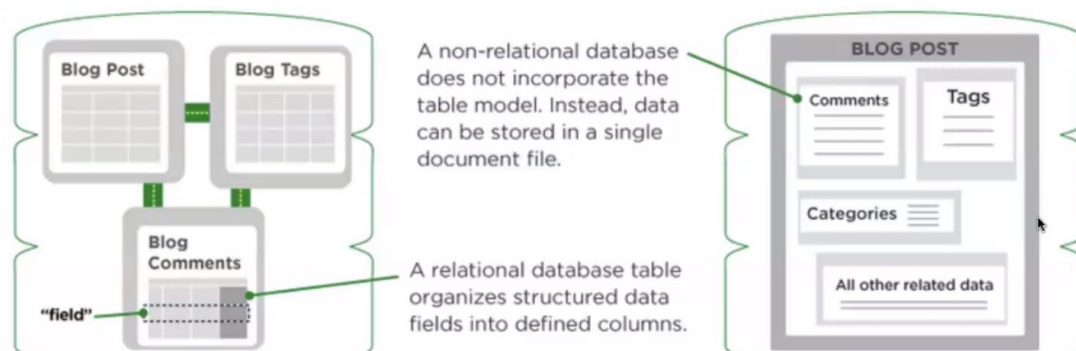 Blog Post
Blog Tags
Blog
Comments
"field"
A non-relational database
does not incorporate the
table model. Instead, data
can be stored in a single
document file.
A relational database table
organizes structured data
fields into defined columns.
BLOG POST
Comments
Tags
Categories
All other related data